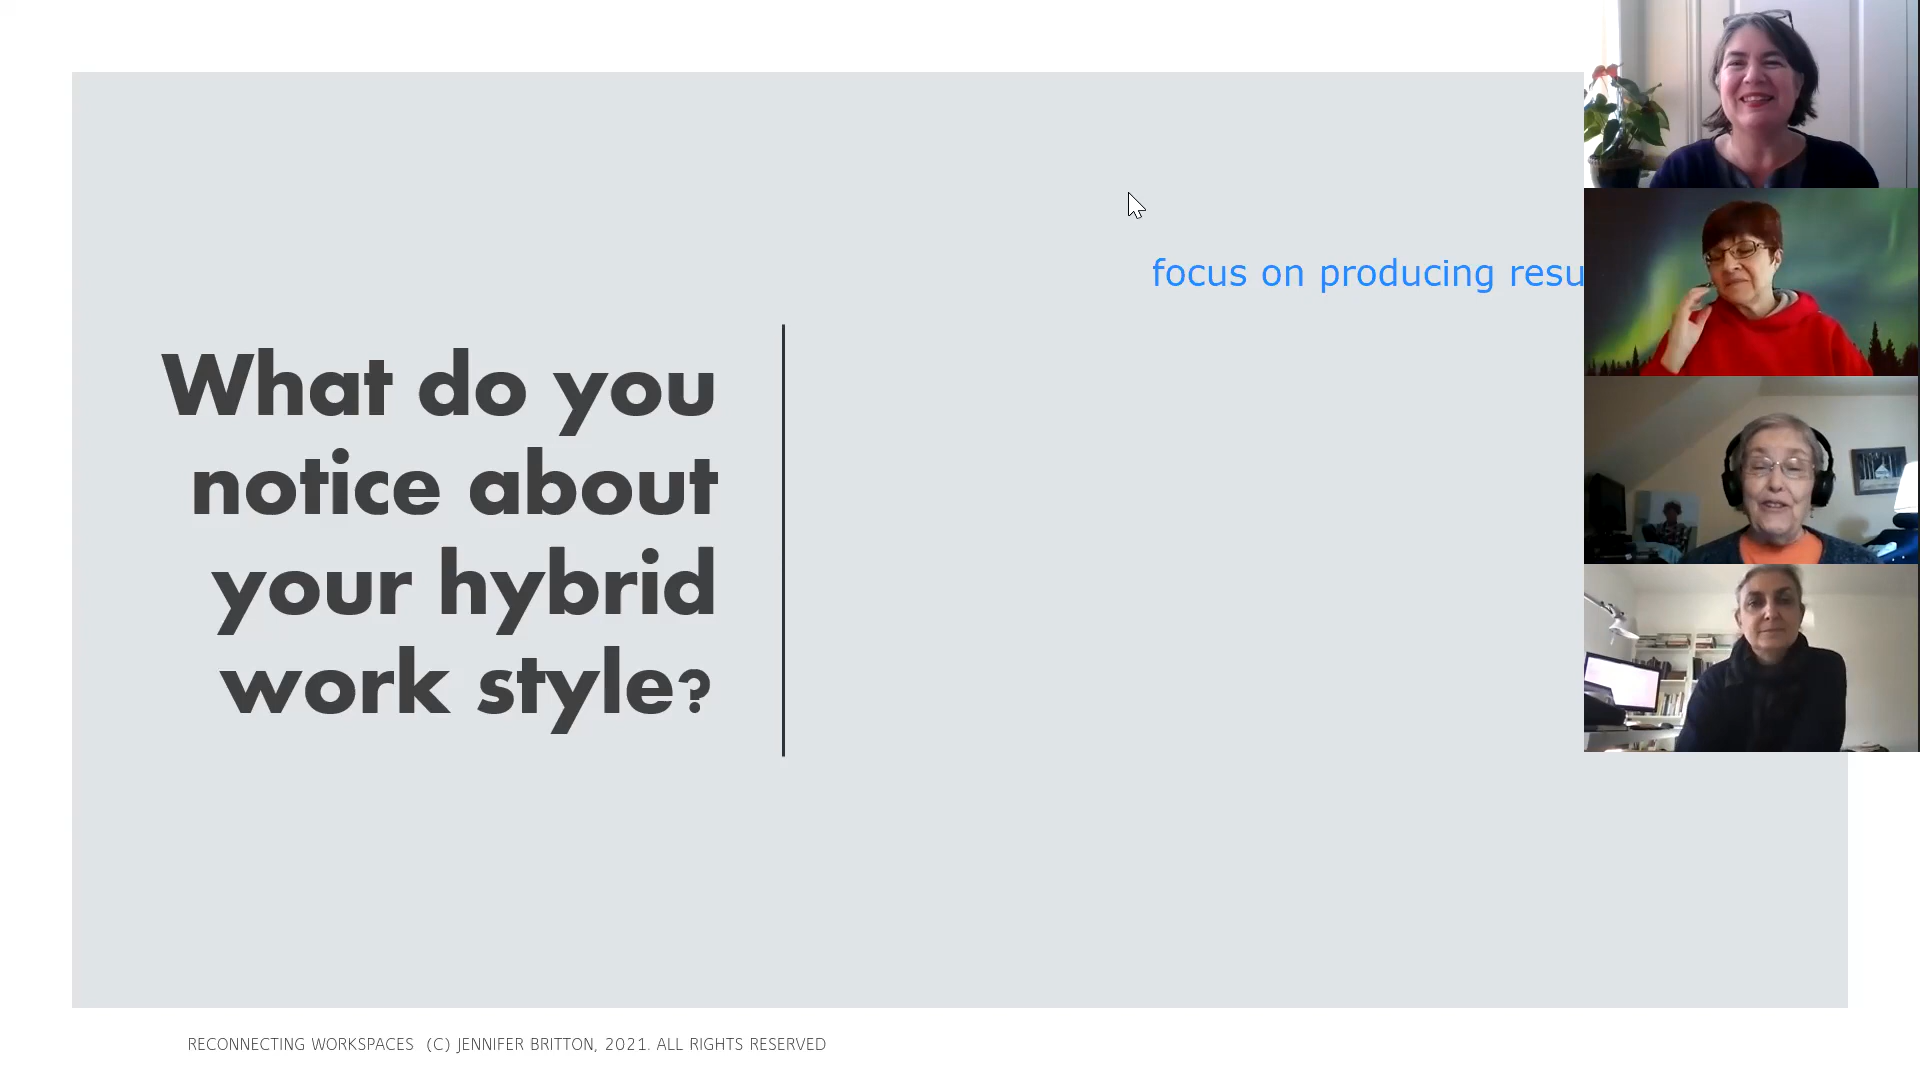 focus on producing resu
What do you
notice about
your hybrid
work style?
RECONNECTING WORKSPACES (C) JENNIFER BRITTON, 2021. ALL RIGHTS RESERVED